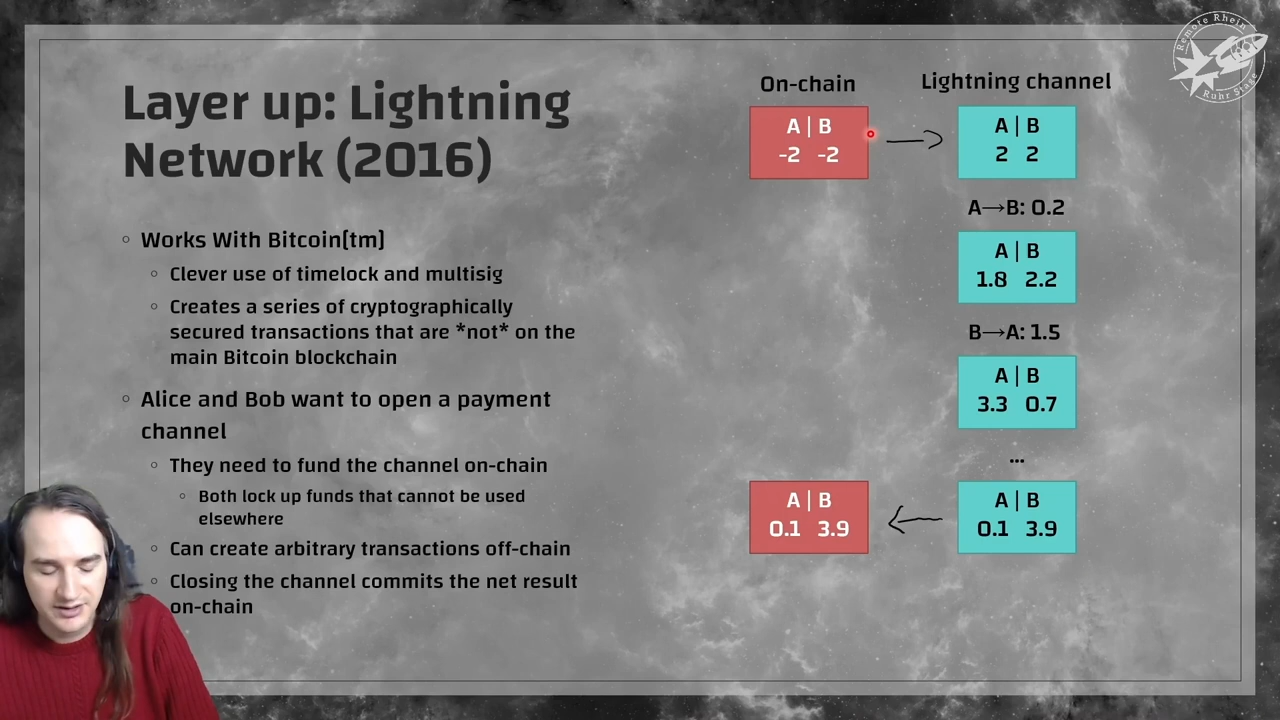 Layer up: Lightning
Network (2016)
Works With Bitcoin[tm]
Clever use of timelock and multisig
Creates a series of cryptographically
secured transactions that are *not* on the
main Bitcoin blockchain
Alice and Bob want to open a payment
channel
They need to fund the channel on-chain
Both lock up funds that cannot be used
elsewhere
Can create arbitrary transactions off-chain
Closing the channel commits the net result
on-chain
On-chain
A | B
-2 -2
A | B
0.1 3.9
Lightning channel
A | B
2 2
A→B: 0.2
A | B
1.8 2.2
B→A: 1.5
A | B
3.3 0.7
...
A | B
0.1 3.9
Remote Rhein
Ruhr Stage